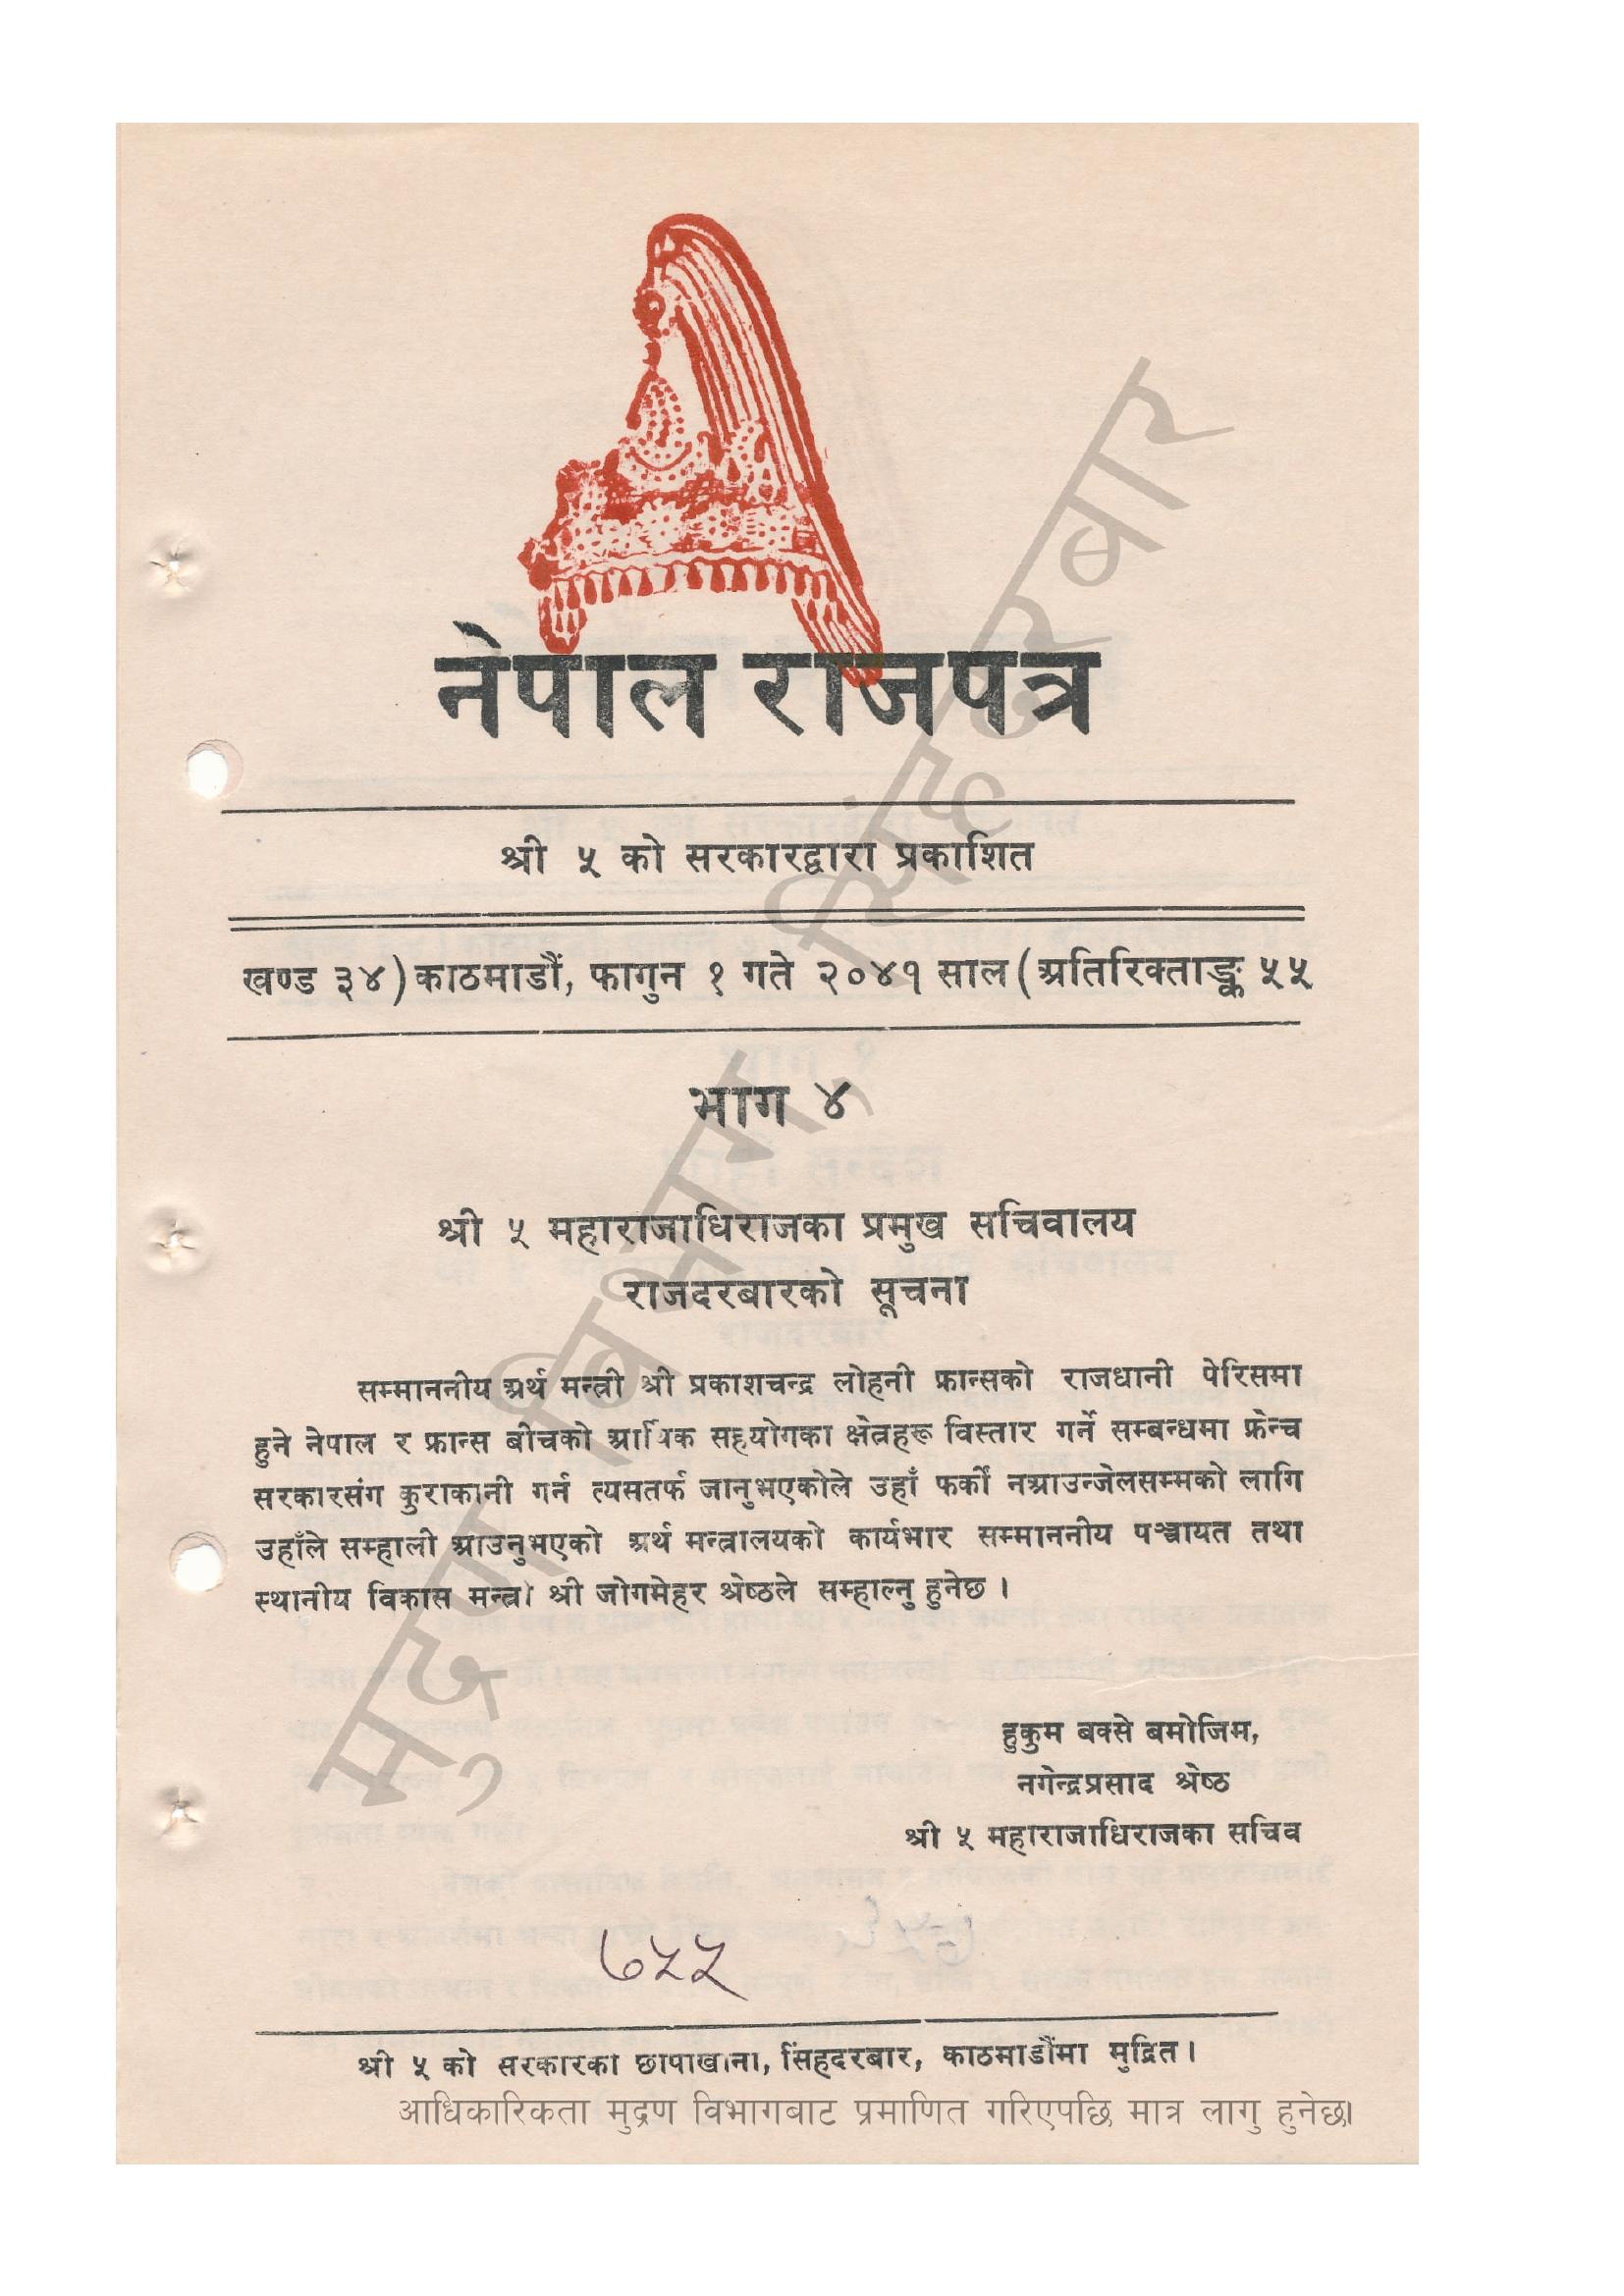 नेपाल राजपत्र
श्री ५ को सरकारद्वारा प्रकाशित
खण्ड ३४) काठमाडौं, फागुन १ गते २०४१ साल (अतिरिक्ताङ्क ५५
भाग ४
श्री ५ महाराजाधिराजका प्रमुख सचिवालय
राजदरबारको सूचना
सम्माननीय अर्थ मन्त्री श्री प्रकाशचन्द्र लोहनी फ्रान्सको राजधानी पेरिसमा
हुने नेपाल र फ्रान्स बीचको आर्थिक सहयोगका क्षेत्रहरू विस्तार गर्ने सम्बन्धमा फ्रेन्च
सरकारसंग कुराकानी गर्न त्यसतर्फ जानुभएकोले उहाँ फर्की नआउन्जेलसम्मको लागि
उहाँले सम्हाली आउनुभएको अर्थ मन्त्रालयको कार्यभार सम्माननीय पञ्चायत तथा
स्थानीय विकास मन्त्री श्री जोगमेहर श्रेष्ठले सम्हाल्नु हुनेछ ।
हुकुम बक्से बमोजिम,
नगेन्द्रप्रसाद श्रेष्ठ
श्री ५ महाराजाधिराजका सचिव
७५५
श्री ५ को सरकारका छापाखाना, सिंहदरबार, काठमाडौंमा मुद्रित ।
आधिकारिकता मुद्रण विभागबाट प्रमाणित गरिएपछि मात्र लागु हुनेछ।
मुद्रण विभाग, सिंहदरबार